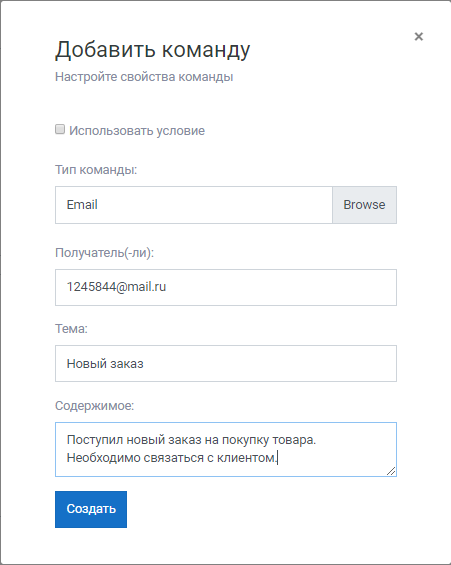 Добавить команду
×
Настройте свойства команды
Использовать условие
Тип команды:
Email Browse
Получатель(-ли):
1245844@mail.ru
Тема:
Новый заказ
Содержимое:
Поступил новый заказ на покупку товара.
Необходимо связаться с клиентом.
Создать